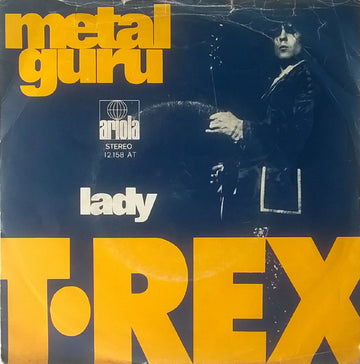 metal
guru
ariola
STEREO
12.158 AT
lady
T·REX